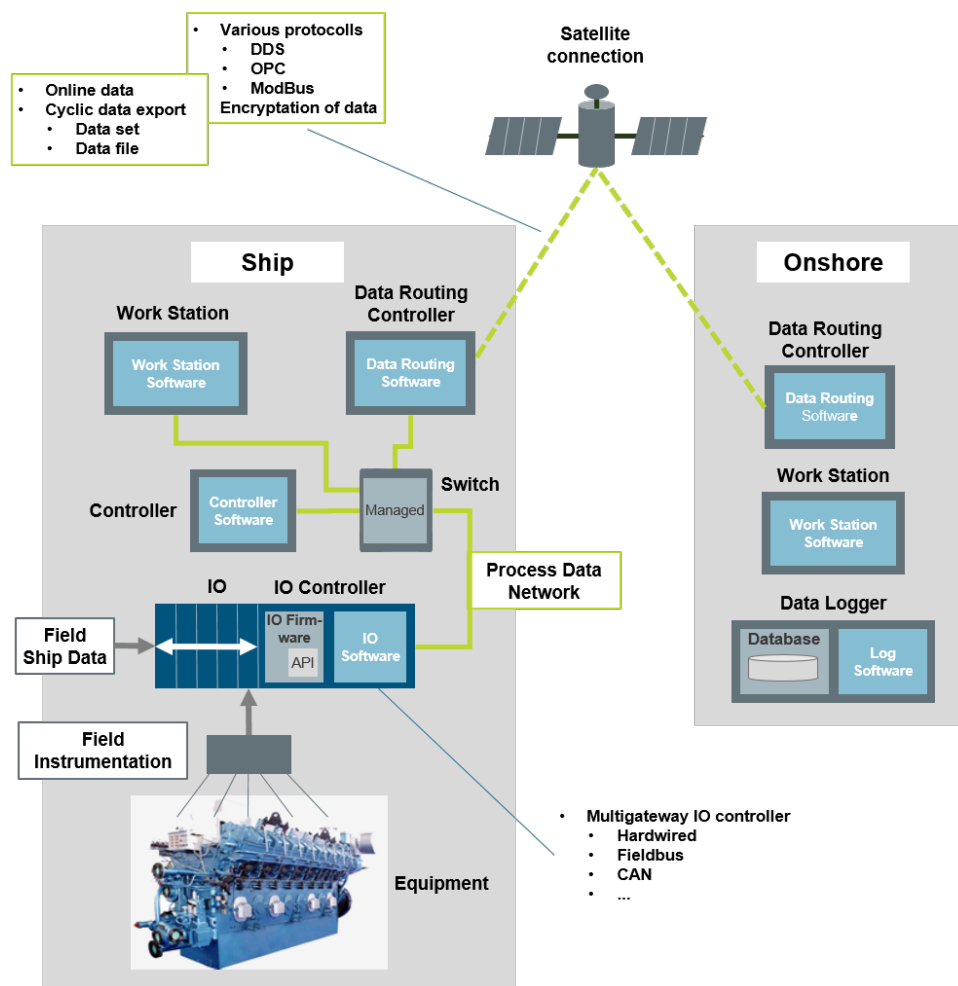 • Various protocolls
• DDS
• OPC
• ModBus
Encryptation of data
• Online data
• Cyclic data export
• Data set
• Data file
Satellite
connection
Ship
Onshore
Work Station
Work Station
Software
Data Routing
Controller
Data Routing
Software
Data Routing
Controller
Data Routing
Software
Controller
Controller
Software
Switch
Managed
Work Station
Work Station
Software
IO
IO Controller
IO Firm-
ware
API
IO
Software
Process Data
Network
Data Logger
Database
Log
Software
Field
Ship Data
Field
Instrumentation
Equipment
• Multigateway IO controller
• Hardwired
• Fieldbus
• CAN
• ...